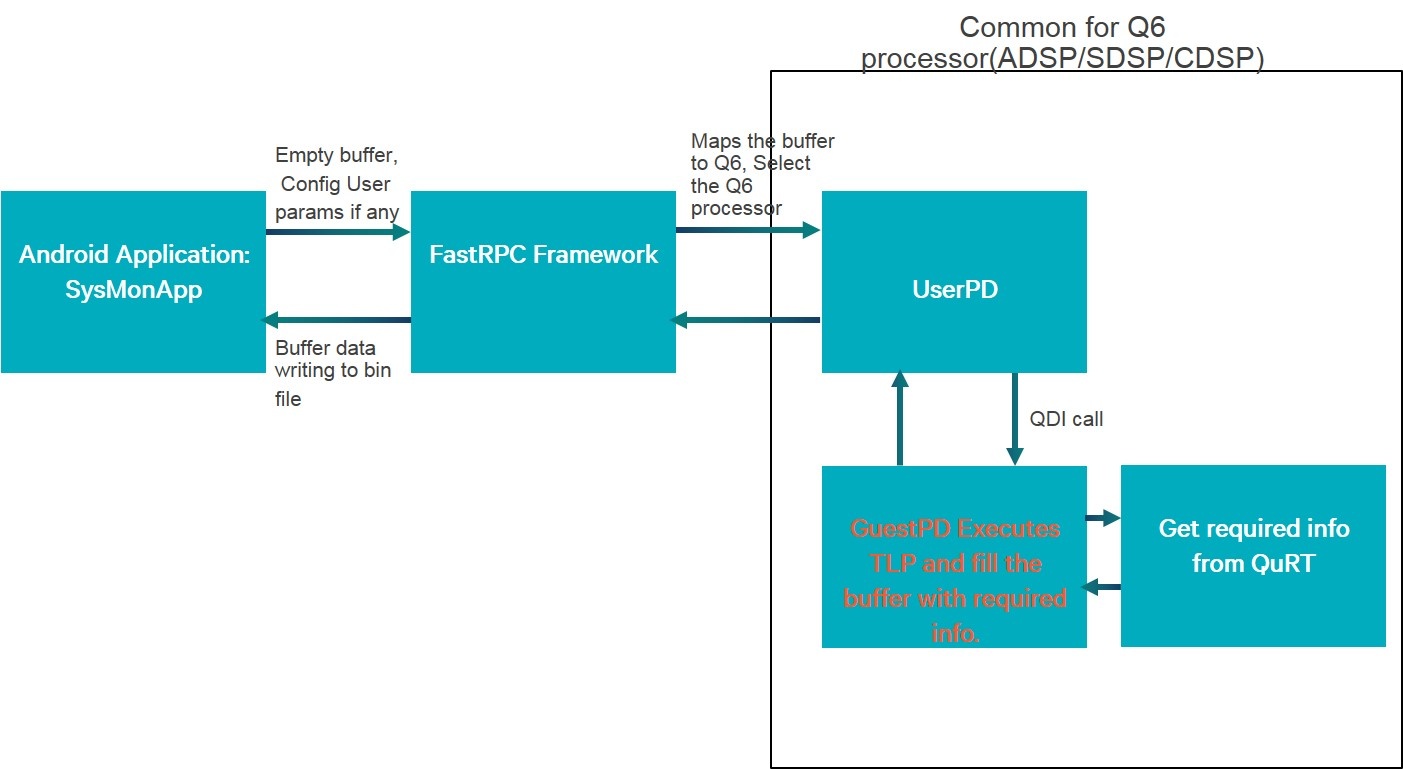 Common for Q6
processor(ADSP/SDSP/CDSP)
Empty buffer,
Config User
params if any
Maps the buffer
to Q6, Select
the Q6
processor
Android Application:
SysMonApp
FastRPC Framework
UserPD
Buffer data
writing to bin
file
QDI call
GuestPD Executes
TLP and fill the
buffer with required
info.
Get required info
from QuRT